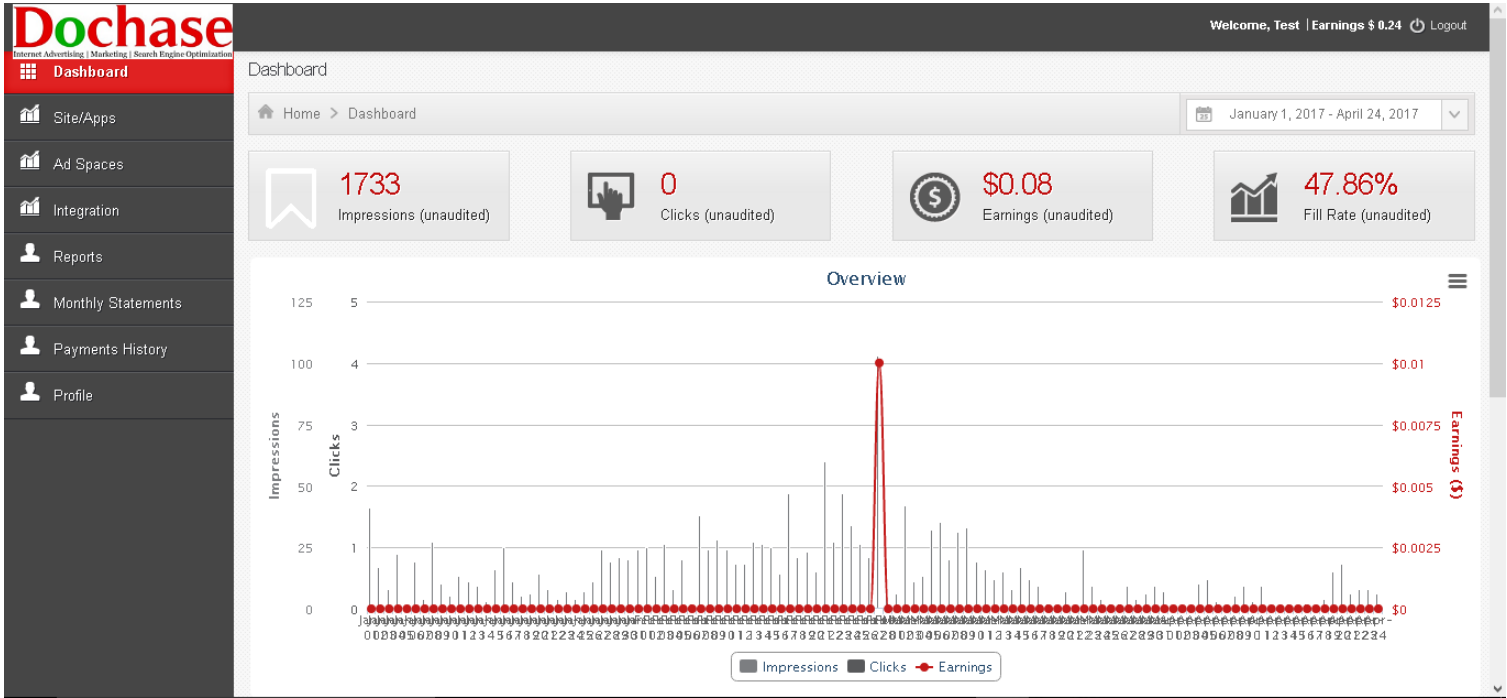 Dochase
Internet Advertising | Marketing | Search Engine Optimization
Welcome, Test | Earnings $ 0.24 Logout
Dashboard
Site/Apps
Ad Spaces
Integration
Reports
Monthly Statements
Payments History
Profile
Dashboard
Home > Dashboard
January 1, 2017 - April 24, 2017
1733
Impressions (unaudited)
0
Clicks (unaudited)
$0.08
Earnings (unaudited)
47.86%
Fill Rate (unaudited)
Overview
Impressions
125
100
75
50
25
0
Clicks
5
4
3
2
1
0
$0.0125
$0.01
$0.0075
$0.005
$0.0025
$0
Earnings ($)
Impressions Clicks Earnings